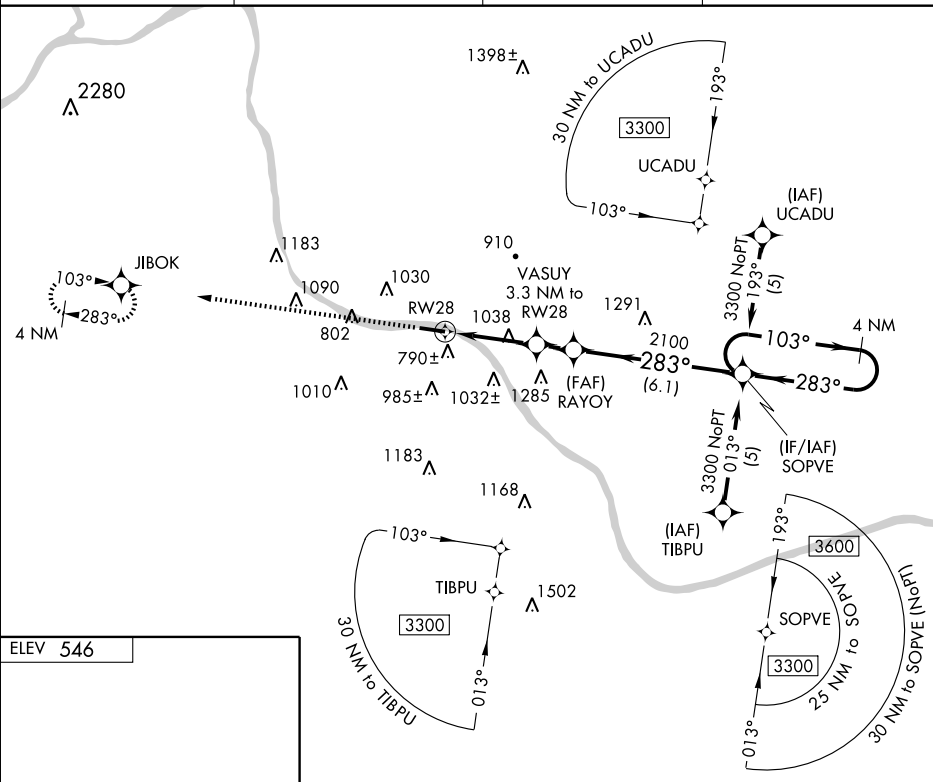 1398±
2280
30 NM to UCADU
193°
3300
UCADU
103°
(IAF)
UCADU
3300 NoPT
193°
(5)
1183
910
JIBOK
103°
283°
4 NM
1090
1030
802
RW28
VASUY
3.3 NM to
RW28
1038
1291
2100
283°
(6.1)
103°
4 NM
283°
790±
(FAF)
RAYOY
1010
985±
1032±
1285
3300 NoPT
013°
(5)
(IF/IAF)
SOPVE
1183
1168
(IAF)
TIBPU
103°
TIBPU
3300
013°
30 NM to TIBPU
1502
193°
3600
SOPVE
3300
25 NM to SOPVE
30 NM to SOPVE (NoPT)
013°
ELEV 546